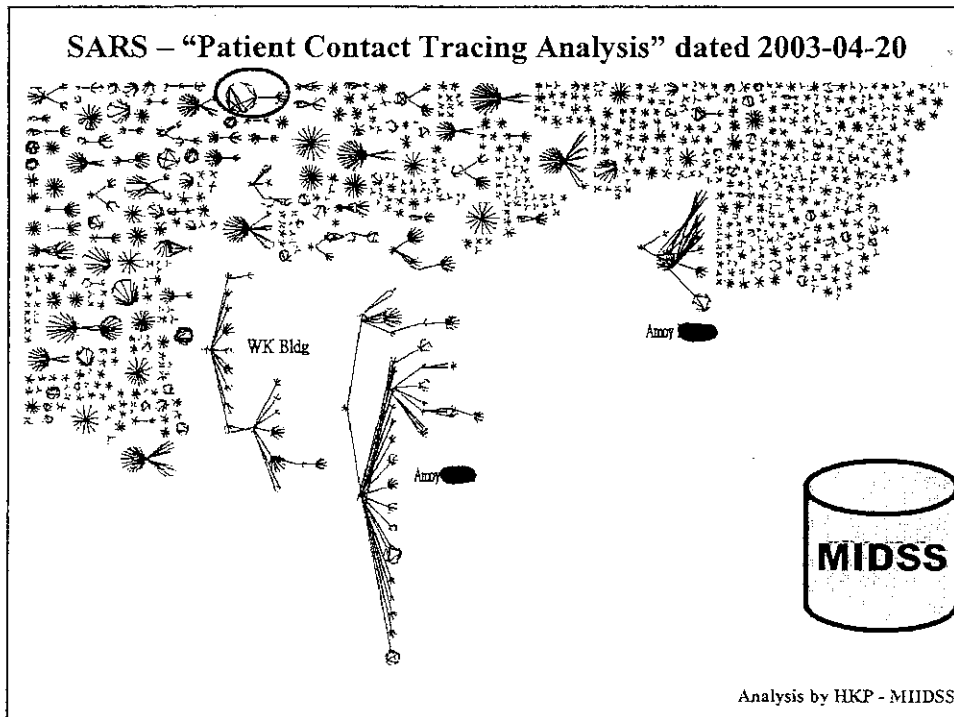 SARS – "Patient Contact Tracing Analysis" dated 2003-04-20
Amoy
WK Bldg
Amoy
MIDSS
Analysis by HKP - MIIDSS